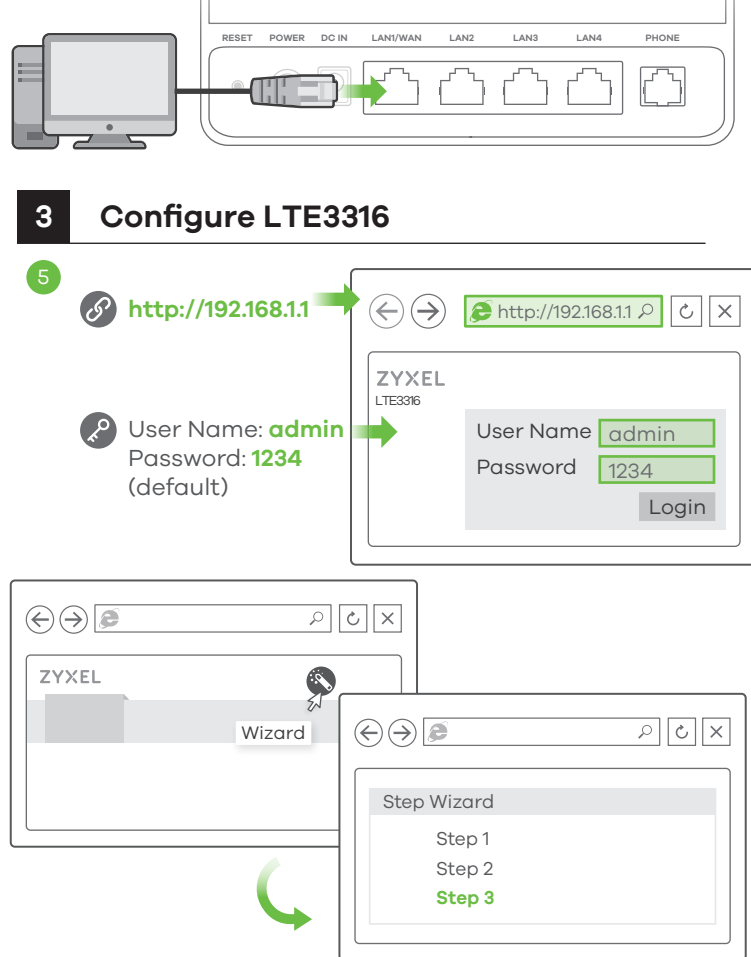 RESET POWER DC IN LAN1/WAN LAN2 LAN3 LAN4 PHONE
3 Configure LTE3316
5
http://192.168.1.1
http://192.168.1.1
ZYXEL
LTE3316
User Name: admin
Password: 1234
(default)
User Name admin
Password 1234
Login
ZYXEL
Wizard
Step Wizard
Step 1
Step 2
Step 3